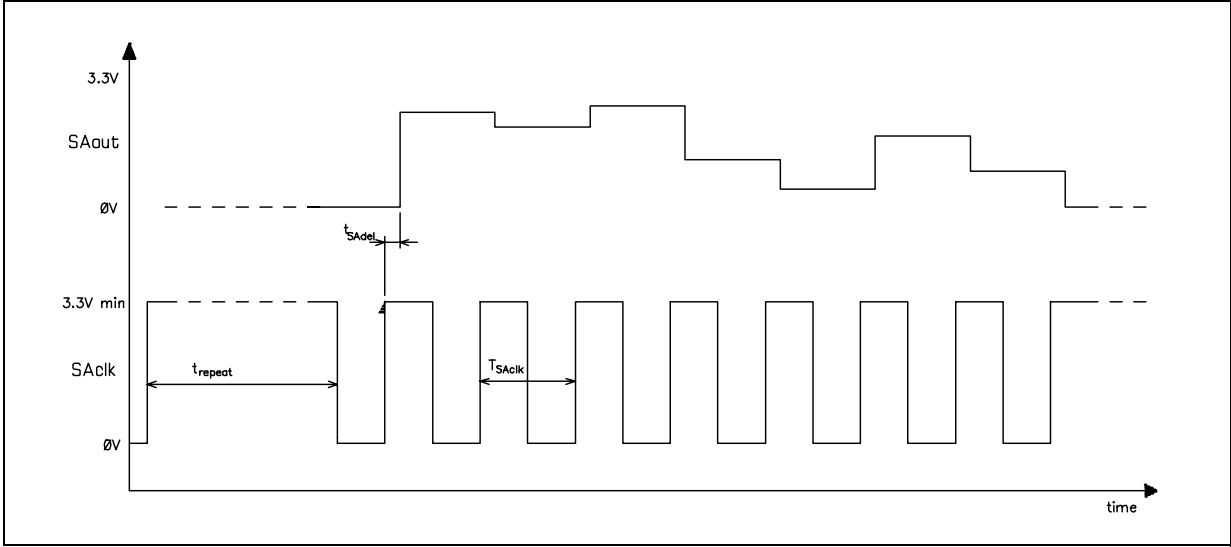 3.3V
SAout
ØV
tSAdel
3.3V min
SAclk
trepeat
TSAclk
ØV
time